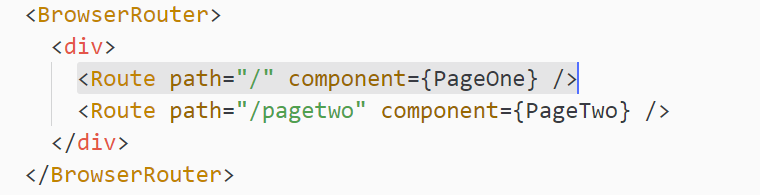 <BrowserRouter>
  <div>
    <Route path="/" component={PageOne} />
    <Route path="/pagetwo" component={PageTwo} />
  </div>
</BrowserRouter>